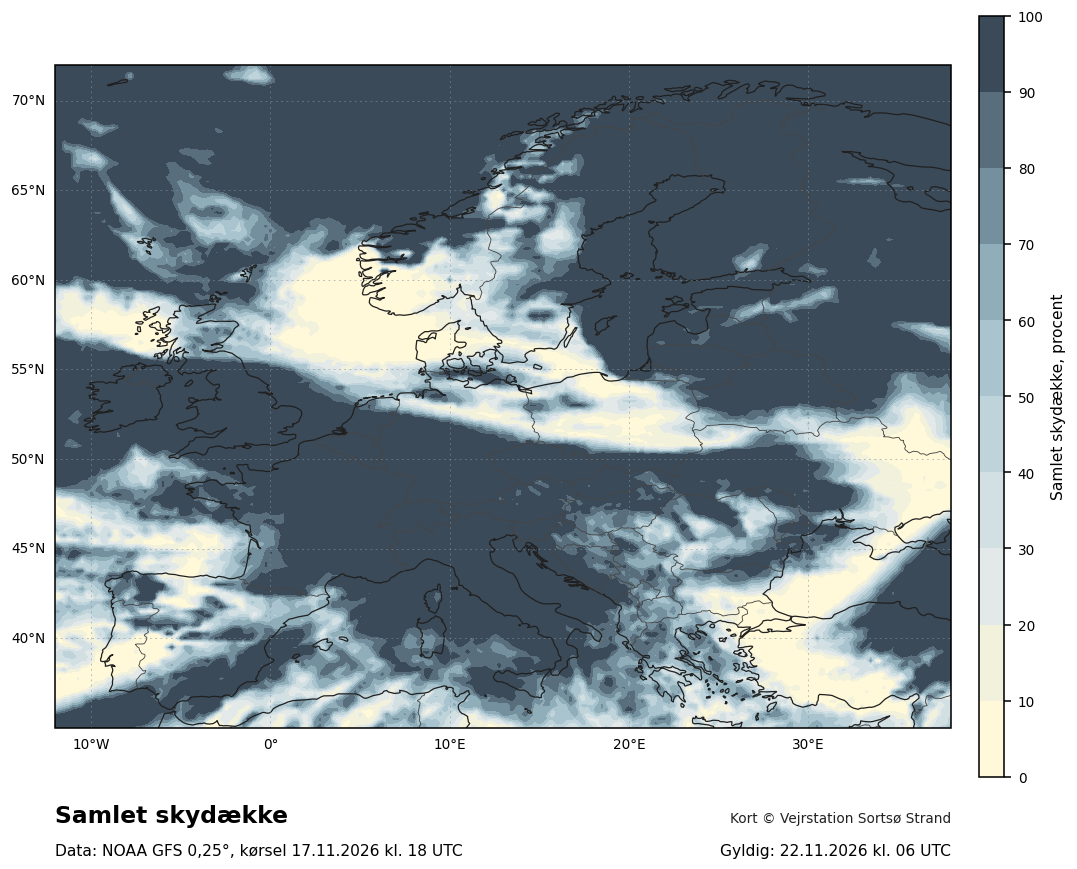 70°N
65°N
60°N
55°N
50°N
45°N
40°N
10°W
0°
10°E
20°E
30°E
100
90
80
70
60
50
40
30
20
10
0
Samlet skydække, procent
Samlet skydække
Kort © Vejrstation Sortsø Strand
Data: NOAA GFS 0,25°, kørsel 17.11.2026 kl. 18 UTC
Gyldig: 22.11.2026 kl. 06 UTC